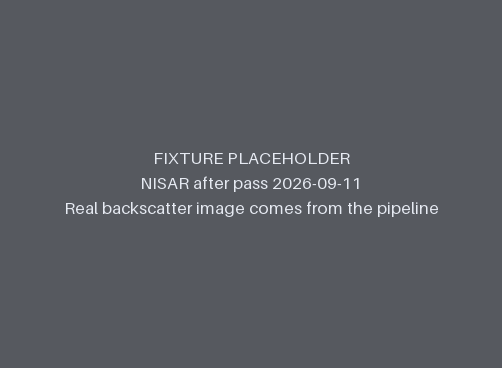 FIXTURE PLACEHOLDER
NISAR after pass 2026-09-11
Real backscatter image comes from the pipeline